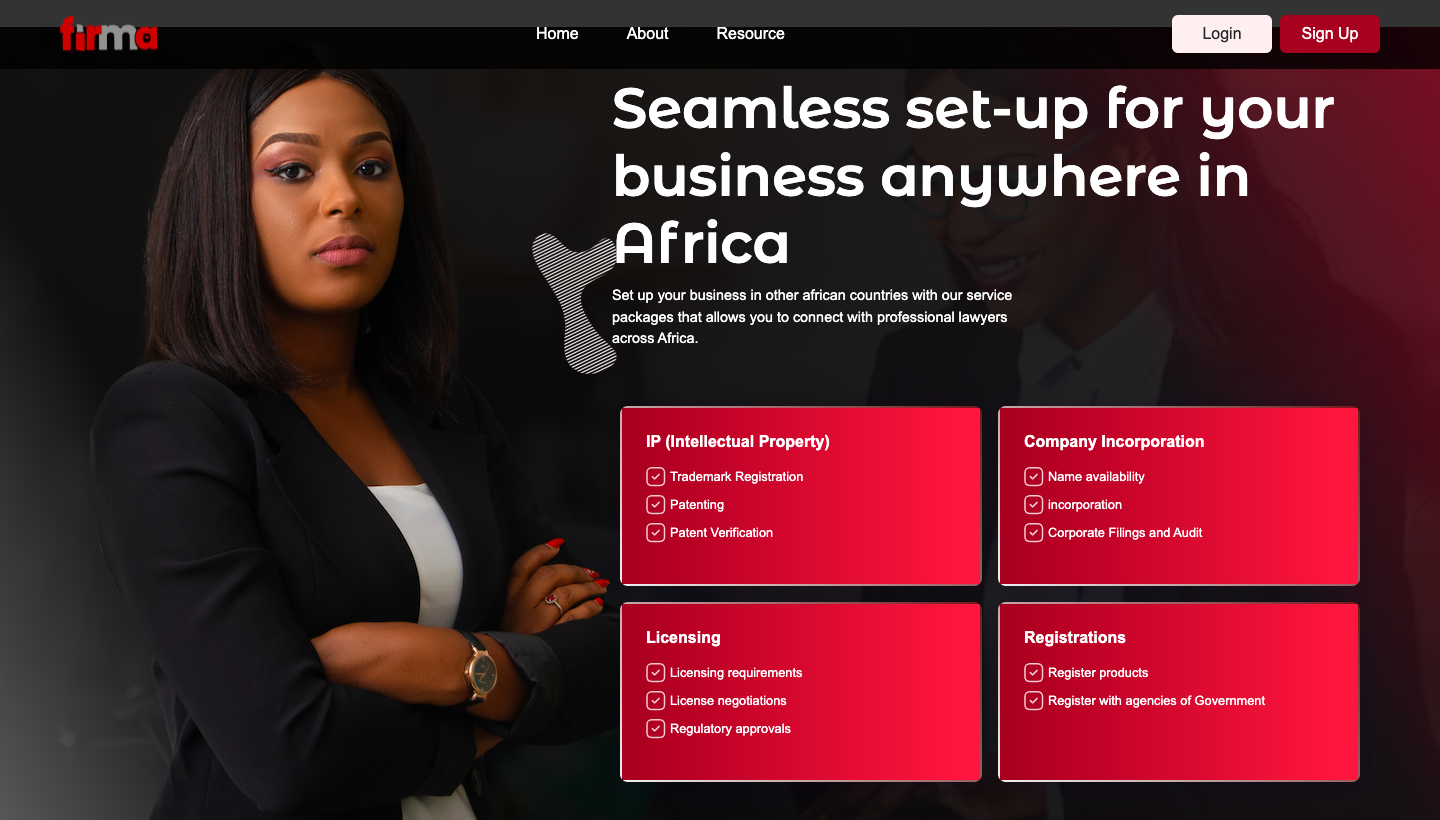 firma
Home
About
Resource
Login
Sign Up
Seamless set-up for your
business anywhere in
Africa
Set up your business in other african countries with our service
packages that allows you to connect with professional lawyers
across Africa.
IP (Intellectual Property)
Trademark Registration
Patenting
Patent Verification
Company Incorporation
Name availability
incorporation
Corporate Filings and Audit
Licensing
Licensing requirements
License negotiations
Regulatory approvals
Registrations
Register products
Register with agencies of Government